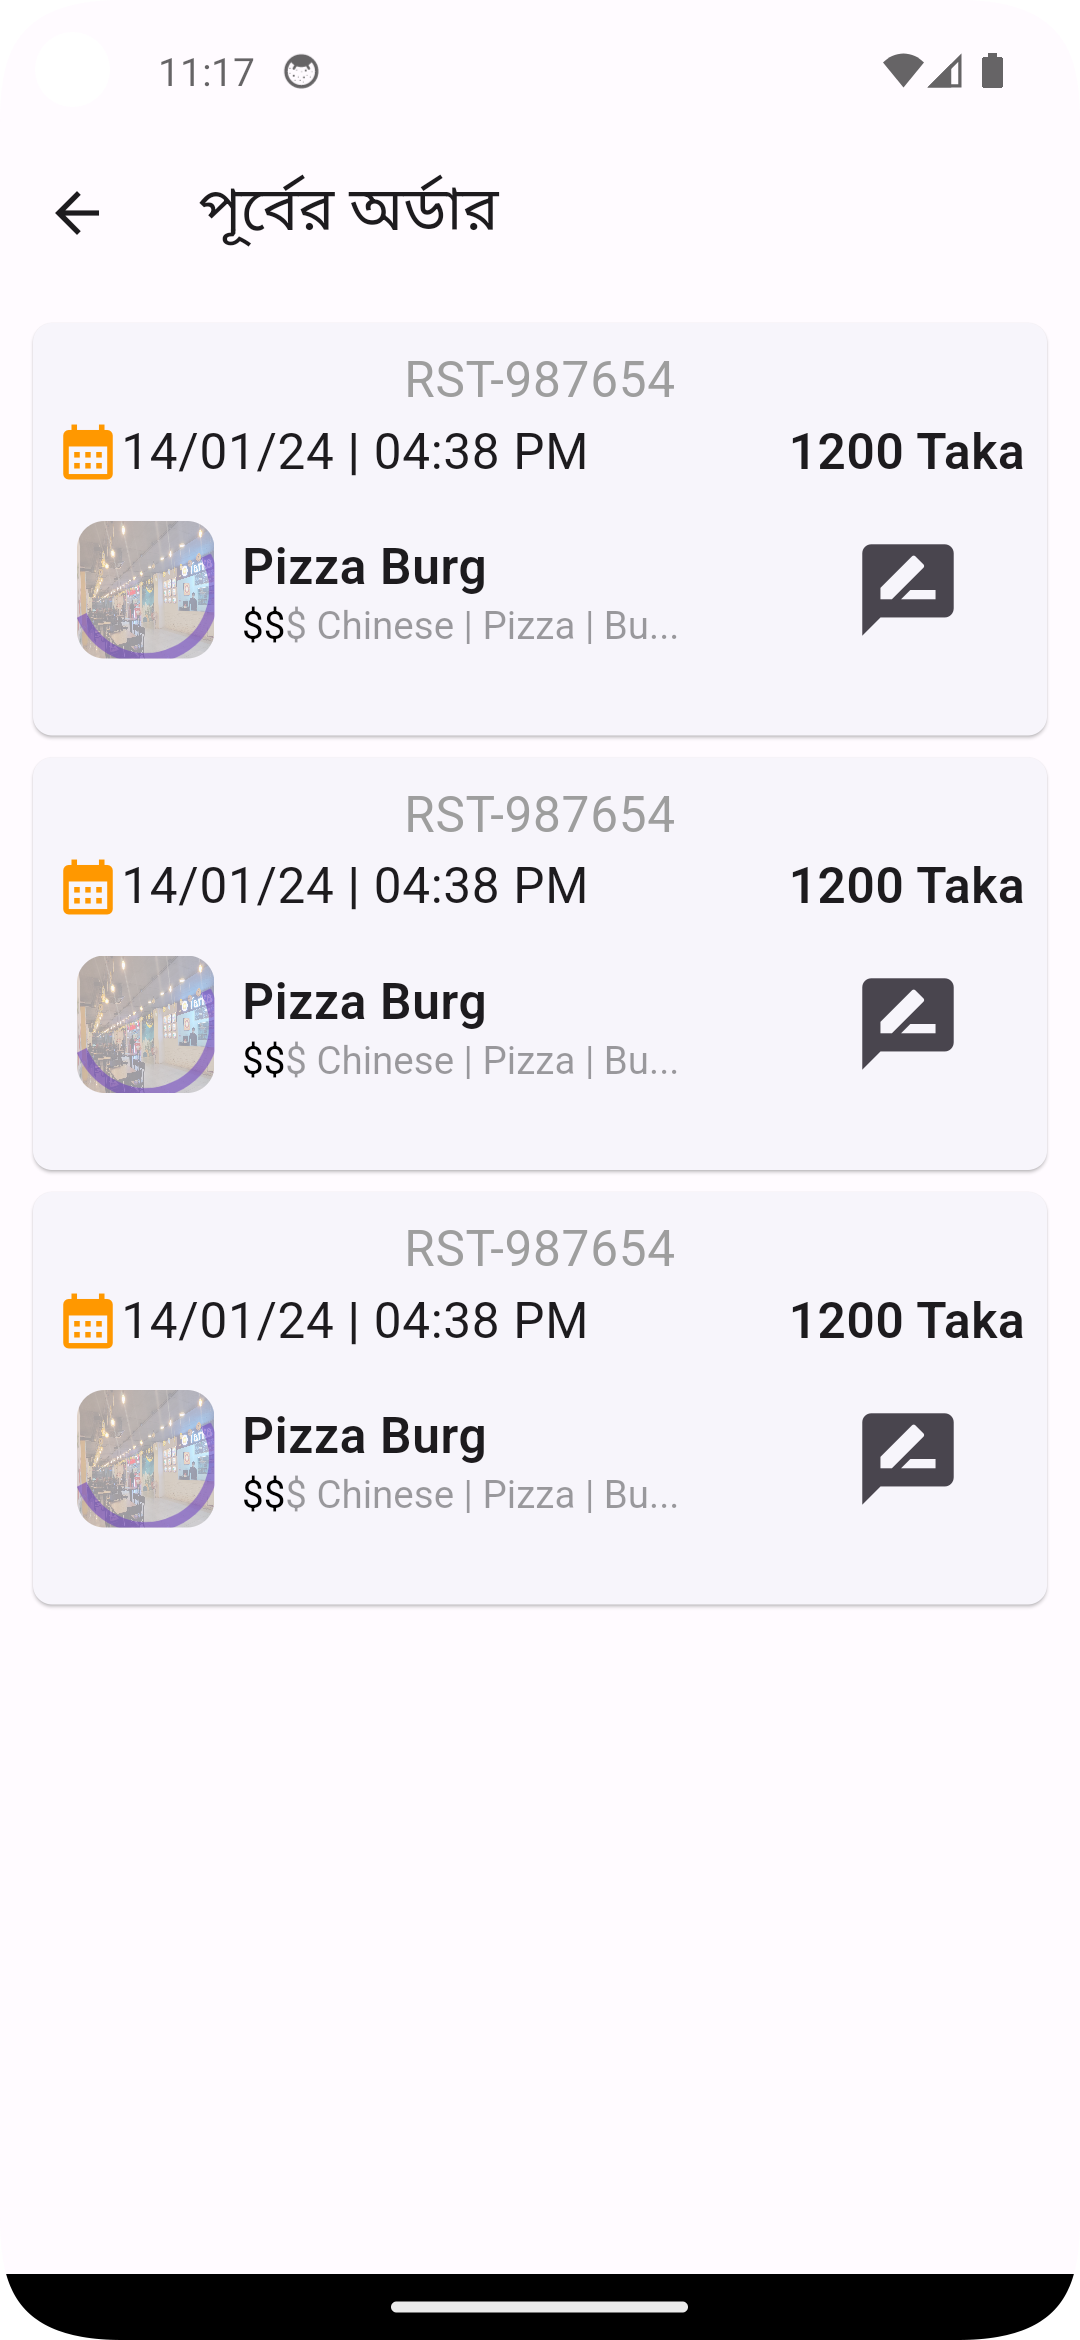 11:17
পূর্বের অর্ডার
RST-987654
14/01/24 | 04:38 PM 1200 Taka
Pizza Burg
$$$ Chinese | Pizza | Bu...
RST-987654
14/01/24 | 04:38 PM 1200 Taka
Pizza Burg
$$$ Chinese | Pizza | Bu...
RST-987654
14/01/24 | 04:38 PM 1200 Taka
Pizza Burg
$$$ Chinese | Pizza | Bu...